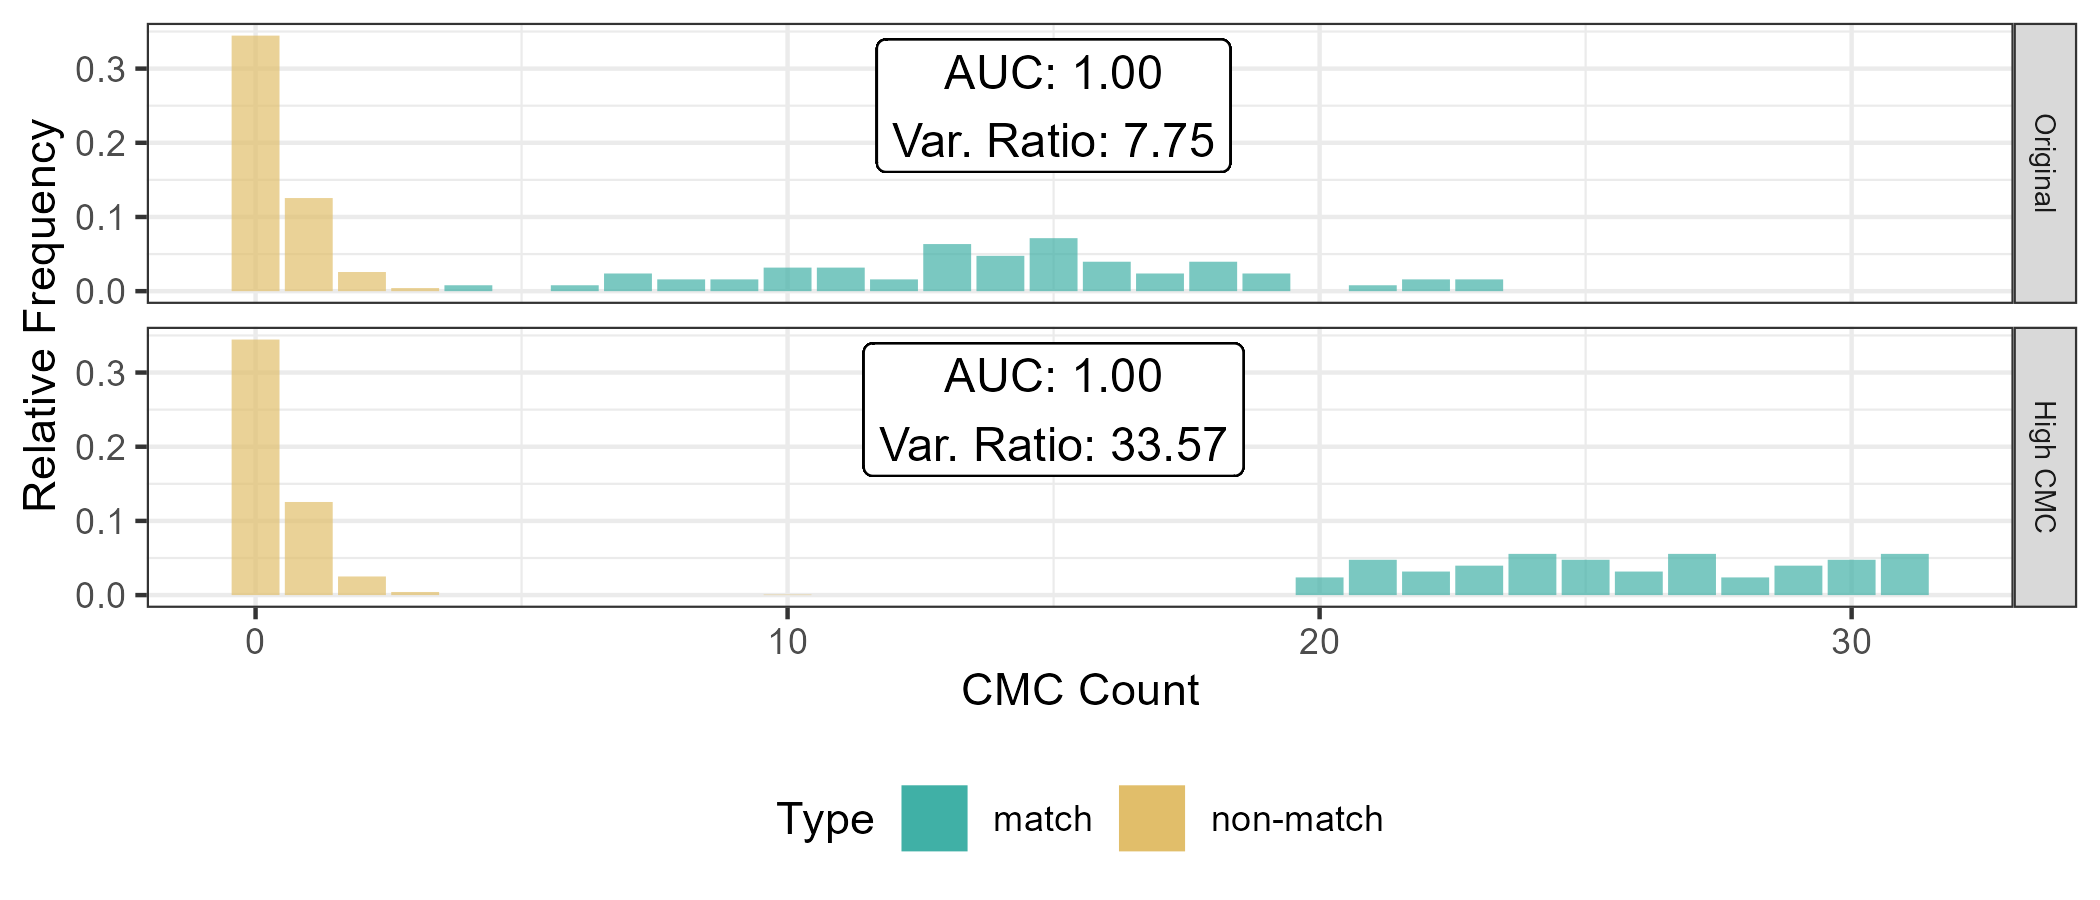 Relative Frequency
0.3
0.2
0.1
0.0
AUC: 1.00
Var. Ratio: 7.75
Original
0.3
0.2
0.1
0.0
AUC: 1.00
Var. Ratio: 33.57
High CMC
0 10 20 30
CMC Count
Type match non-match